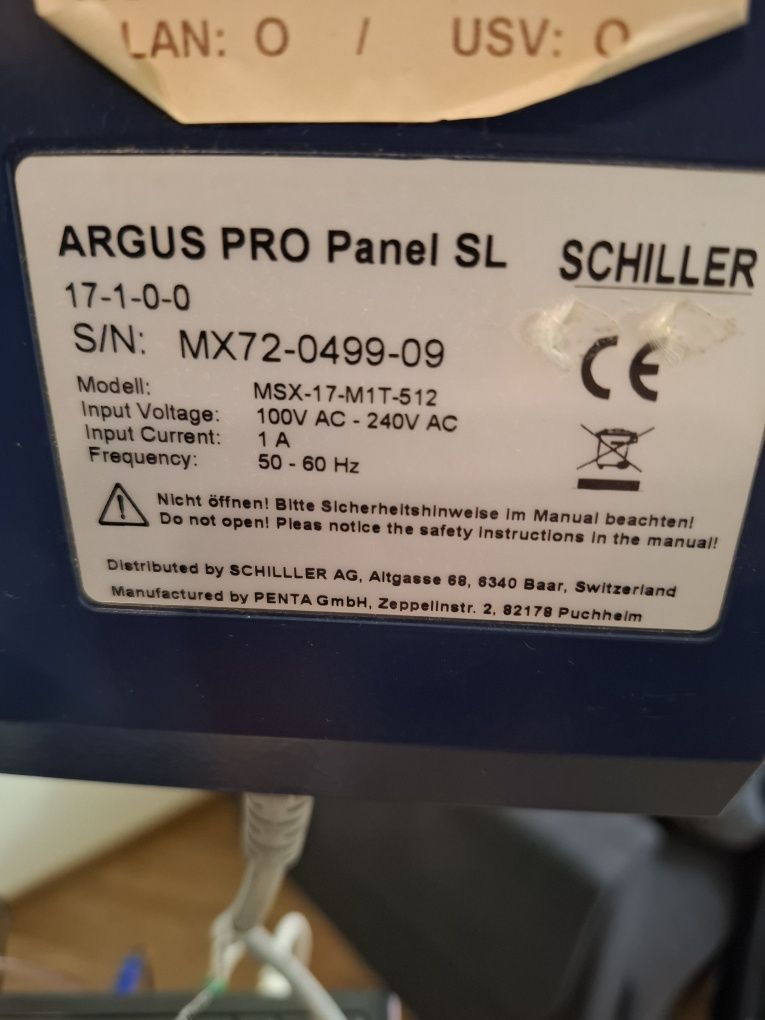 LAN: O / USV: O
ARGUS PRO Panel SL
SCHILLER
17-1-0-0
S/N: MX72-0499-09
CE
Modell: MSX-17-M1T-512
Input Voltage: 100V AC - 240V AC
Input Current: 1 A
Frequency: 50 - 60 Hz
Nicht öffnen! Bitte Sicherheitshinweise im Manual beachten!
Do not open! Pleas notice the safety instructions in the manual!
Distributed by SCHILLLER AG, Altgasse 68, 6340 Baar, Switzerland
Manufactured by PENTA GmbH, Zeppelinstr. 2, 82178 Puchheim